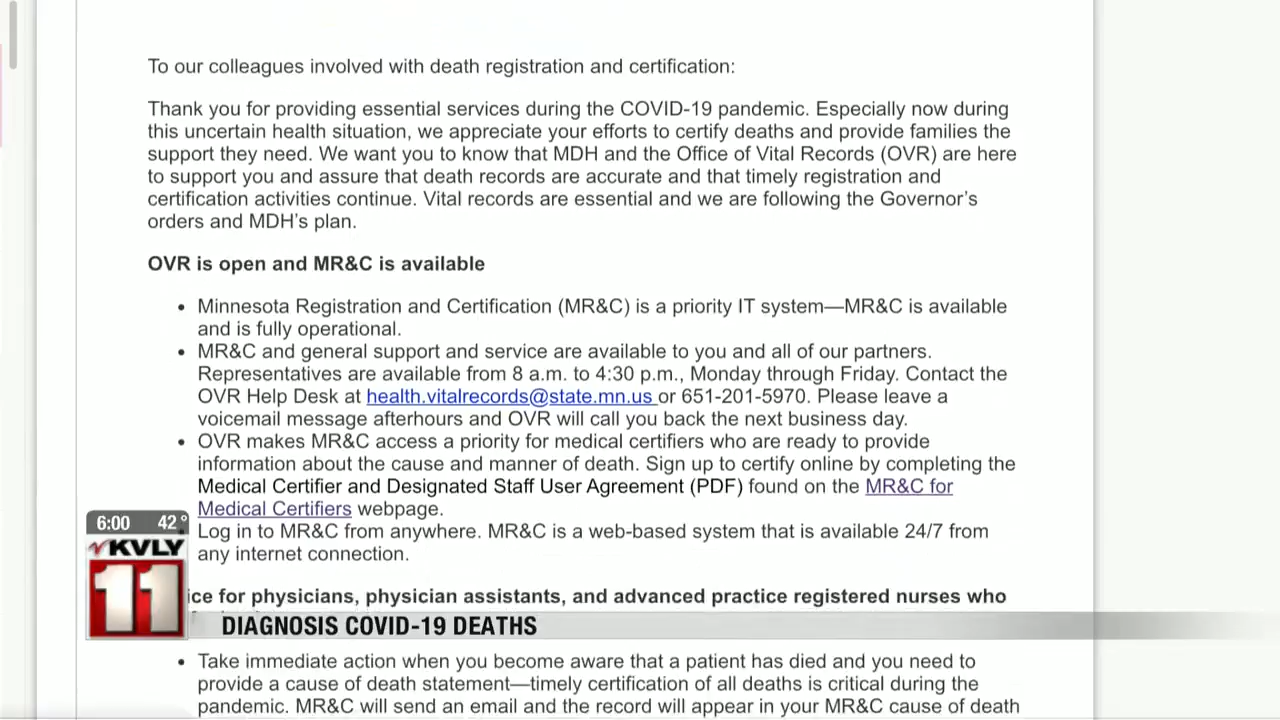 To our colleagues involved with death registration and certification:
Thank you for providing essential services during the COVID-19 pandemic. Especially now during
this uncertain health situation, we appreciate your efforts to certify deaths and provide families the
support they need. We want you to know that MDH and the Office of Vital Records (OVR) are here
to support you and assure that death records are accurate and that timely registration and
certification activities continue. Vital records are essential and we are following the Governor's
orders and MDH's plan.
OVR is open and MR&C is available
• Minnesota Registration and Certification (MR&C) is a priority IT system—MR&C is available
and is fully operational.
• MR&C and general support and service are available to you and all of our partners.
Representatives are available from 8 a.m. to 4:30 p.m., Monday through Friday. Contact the
OVR Help Desk at health.vitalrecords@state.mn.us or 651-201-5970. Please leave a
voicemail message afterhours and OVR will call you back the next business day.
• OVR makes MR&C access a priority for medical certifiers who are ready to provide
information about the cause and manner of death. Sign up to certify online by completing the
Medical Certifier and Designated Staff User Agreement (PDF) found on the MR&C for
Medical Certifiers webpage.
Log in to MR&C from anywhere. MR&C is a web-based system that is available 24/7 from
any internet connection.
6:00 42°
KVLY
11
ice for physicians, physician assistants, and advanced practice registered nurses who
DIAGNOSIS COVID-19 DEATHS
• Take immediate action when you become aware that a patient has died and you need to
provide a cause of death statement—timely certification of all deaths is critical during the
pandemic. MR&C will send an email and the record will appear in your MR&C cause of death